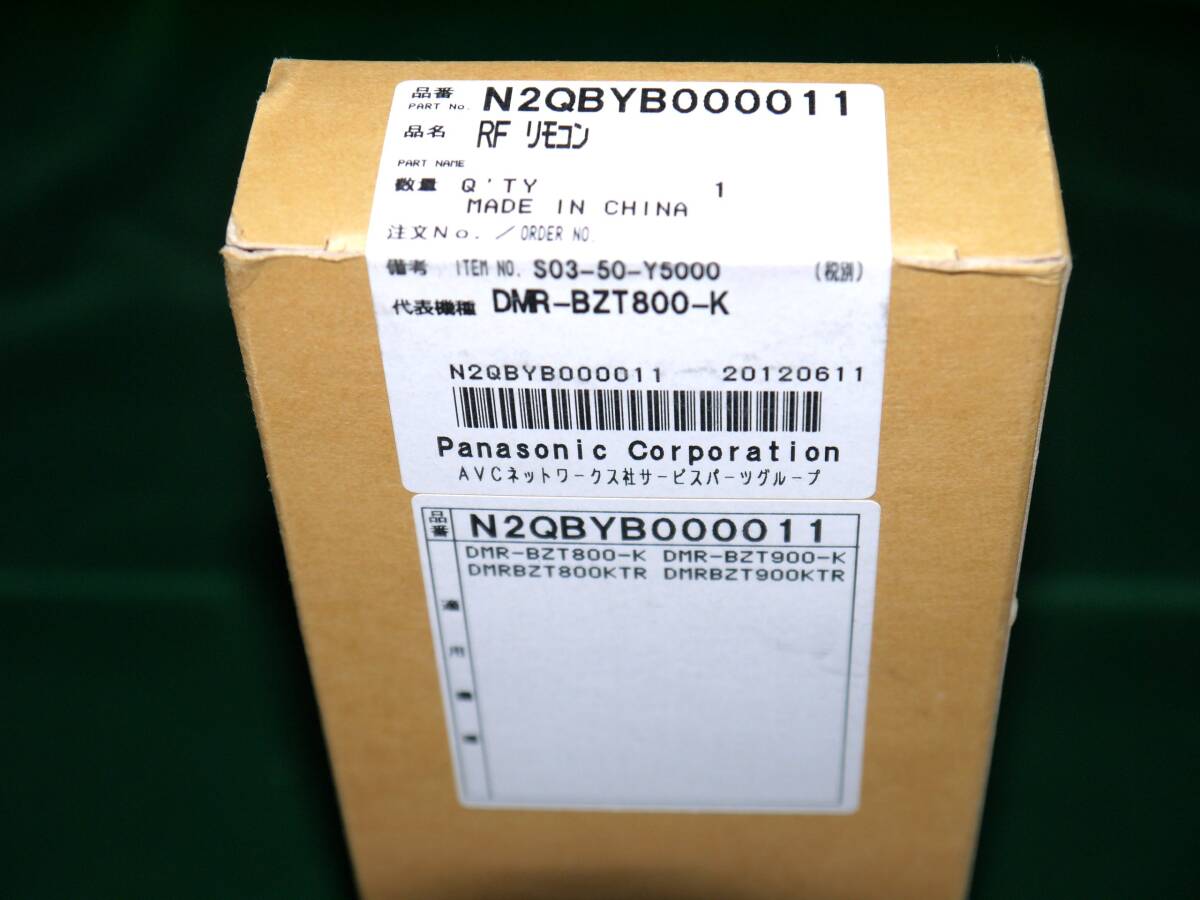 品番 PART No. N2QBYB000011
品名 RF リモコン
PART NAME
数量 Q'TY 1
MADE IN CHINA
注文No./ORDER NO.
備考 ITEM NO. S03-50-Y5000 (税別)
代表機種 DMR-BZT800-K
N2QBYB000011 20120611
Panasonic Corporation
AVCネットワークス社サービスパーツグループ
品番 N2QBYB000011
DMR-BZT800-K DMR-BZT900-K
DMRBZT800KTR DMRBZT900KTR
適用機種